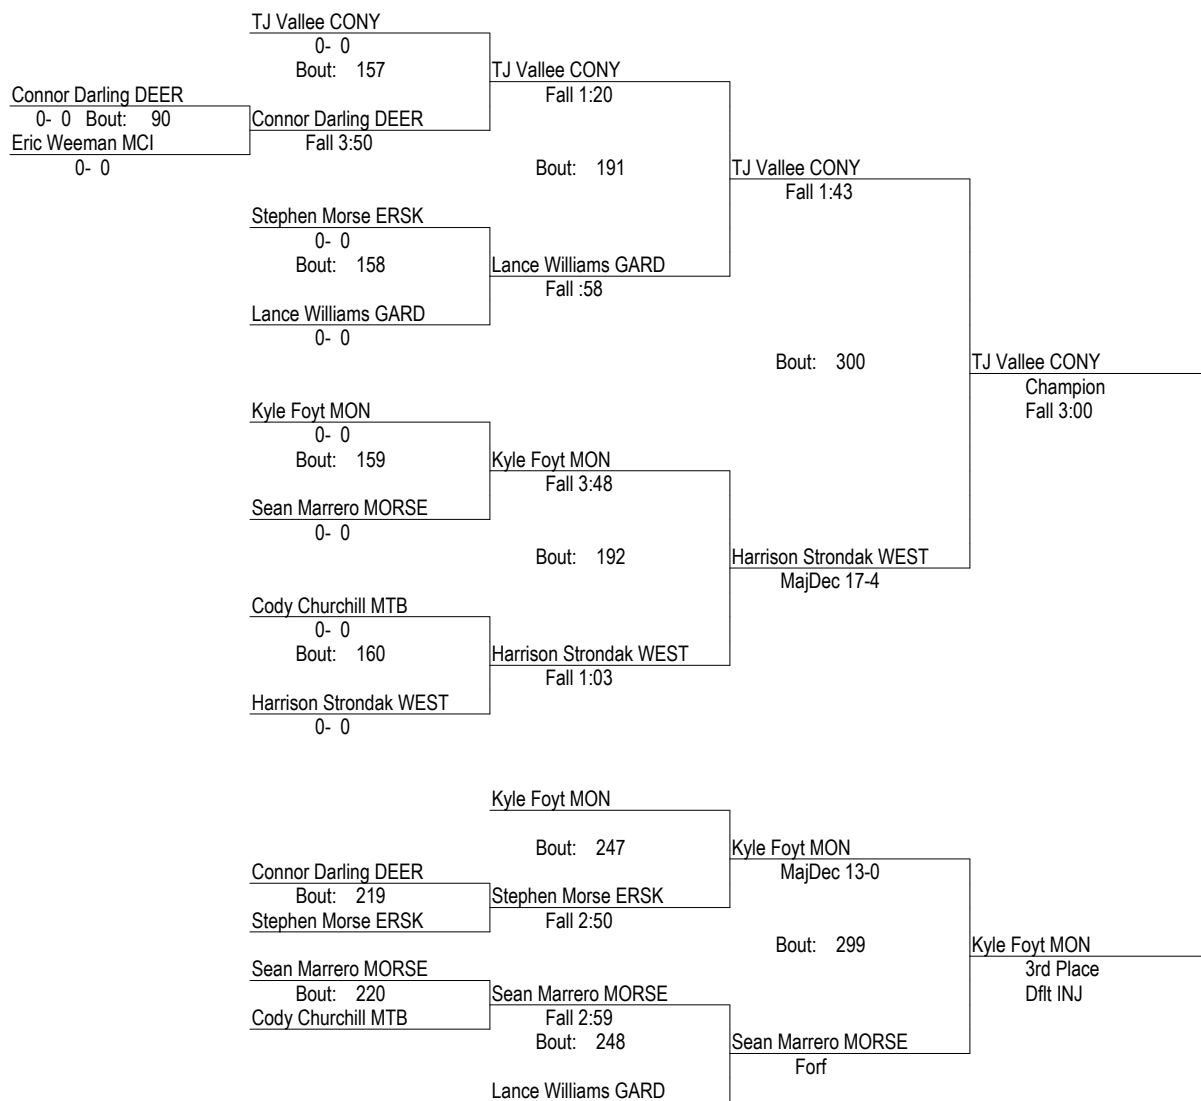 TJ Vallee CONY
0- 0
Bout: 157
TJ Vallee CONY
Fall 1:20
Connor Darling DEER
0- 0 Bout: 90
Connor Darling DEER
Fall 3:50
Eric Weeman MCI
0- 0
Bout: 191
TJ Vallee CONY
Fall 1:43
Stephen Morse ERSK
0- 0
Bout: 158
Lance Williams GARD
Fall :58
Lance Williams GARD
0- 0
Bout: 300
TJ Vallee CONY
Champion
Fall 3:00
Kyle Foyt MON
0- 0
Bout: 159
Kyle Foyt MON
Fall 3:48
Sean Marrero MORSE
0- 0
Bout: 192
Harrison Strondak WEST
MajDec 17-4
Cody Churchill MTB
0- 0
Bout: 160
Harrison Strondak WEST
Fall 1:03
Harrison Strondak WEST
0- 0
Kyle Foyt MON
Bout: 247
Kyle Foyt MON
MajDec 13-0
Connor Darling DEER
Bout: 219
Stephen Morse ERSK
Fall 2:50
Stephen Morse ERSK
Bout: 299
Kyle Foyt MON
3rd Place
Dflt INJ
Sean Marrero MORSE
Bout: 220
Sean Marrero MORSE
Fall 2:59
Cody Churchill MTB
Bout: 248
Sean Marrero MORSE
Forf
Lance Williams GARD